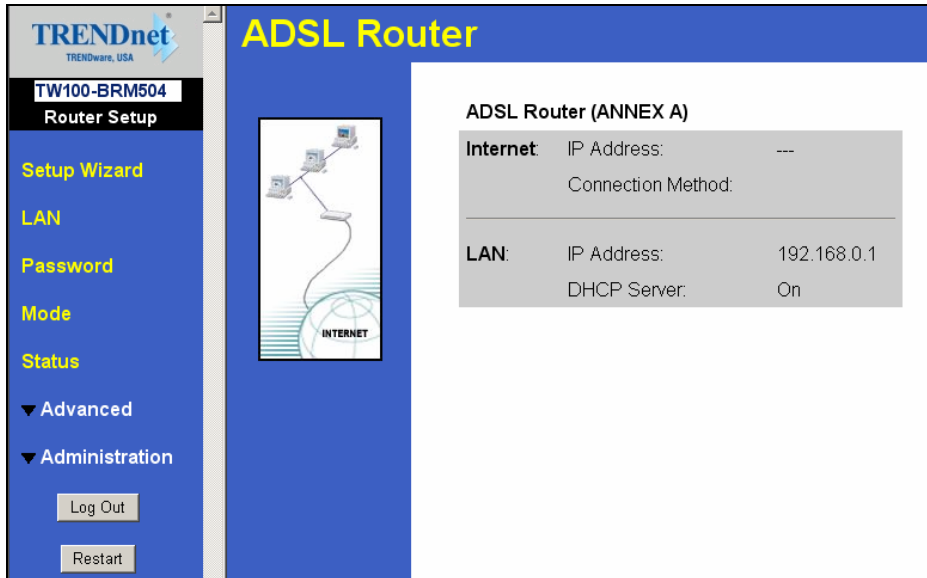 TRENDnet
TRENDware, USA
TW100-BRM504
Router Setup
Setup Wizard
LAN
Password
Mode
Status
Advanced
Administration
Log Out
Restart
ADSL Router
INTERNET
ADSL Router (ANNEX A)
Internet: IP Address: ---
Connection Method:
LAN: IP Address: 192.168.0.1
DHCP Server: On